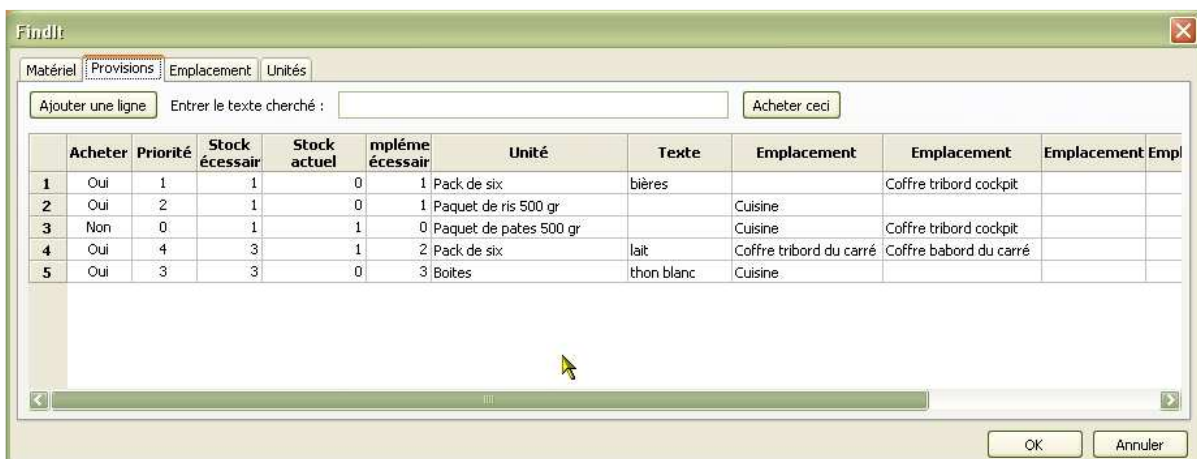 FindIt
Matériel Provisions Emplacement Unités
Ajouter une ligne Entrer le texte cherché : Acheter ceci
Acheter Priorité Stock écessair Stock actuel mpléme écessair Unité Texte Emplacement Emplacement Emplacement Empl
1 Oui 1 1 0 1 Pack de six bières Coffre tribord cockpit
2 Oui 2 1 0 1 Paquet de ris 500 gr Cuisine
3 Non 0 1 1 0 Paquet de pates 500 gr Cuisine Coffre tribord cockpit
4 Oui 4 3 1 2 Pack de six lait Coffre tribord du carré Coffre babord du carré
5 Oui 3 3 0 3 Boites thon blanc Cuisine
OK Annuler